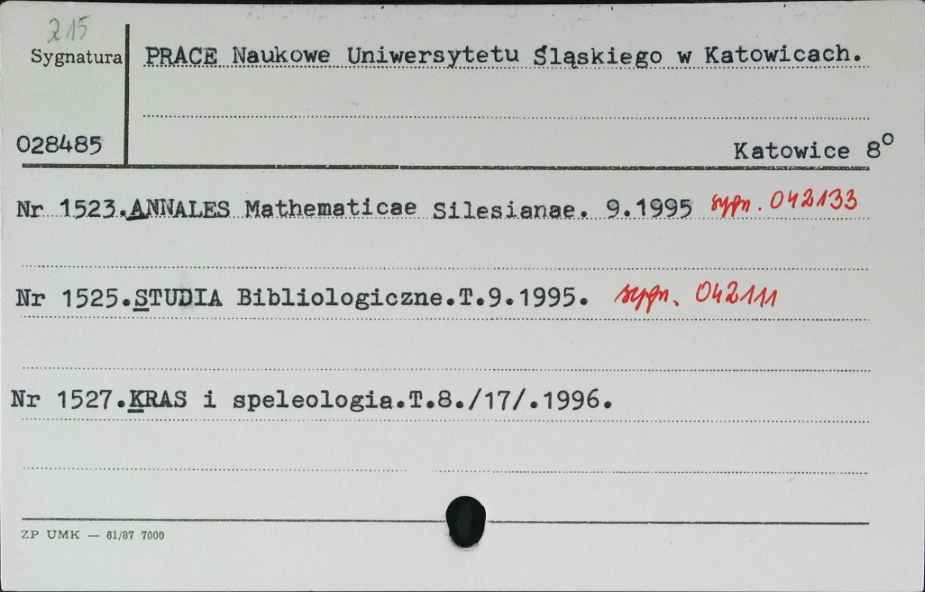 215
Sygnatura PRACE Naukowe Uniwersytetu Śląskiego w Katowicach.
028485 Katowice 8°
Nr 1523.ANNALES Mathematicae Silesianae. 9.1995 sygn. 042133
Nr 1525.STUDIA Bibliologiczne.T.9.1995. sygn. 042111
Nr 1527.KRAS i speleologia.T.8./17/.1996.
ZP UMK — 61/87 7000